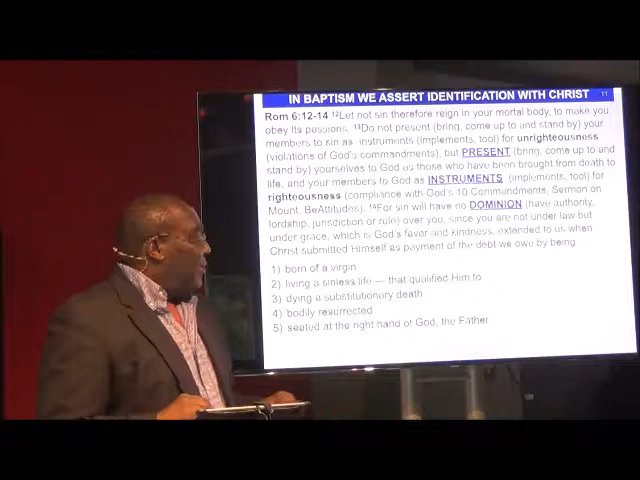 IN BAPTISM WE ASSERT IDENTIFICATION WITH CHRIST
11
Rom 6:12-14 12Let not sin therefore reign in your mortal body, to make you
obey its passions. 13Do not present (bring, come up to and stand by) your
members to sin as instruments (implements, tool) for unrighteousness
(violations of God's commandments), but PRESENT (bring, come up to and
stand by) yourselves to God as those who have been brought from death to
life, and your members to God as INSTRUMENTS (implements, tool) for
righteousness (compliance with God's 10 Commandments, Sermon on
Mount, BeAttitudes). 14For sin will have no DOMINION (have authority,
lordship, jurisdiction or rule) over you, since you are not under law but
under grace, which is God's favor and kindness, extended to us when
Christ submitted Himself as payment of the debt we owe by being
1) born of a virgin
2) living a sinless life — that qualified Him to
3) dying a substitutionary death
4) bodily resurrected
5) seated at the right hand of God, the Father